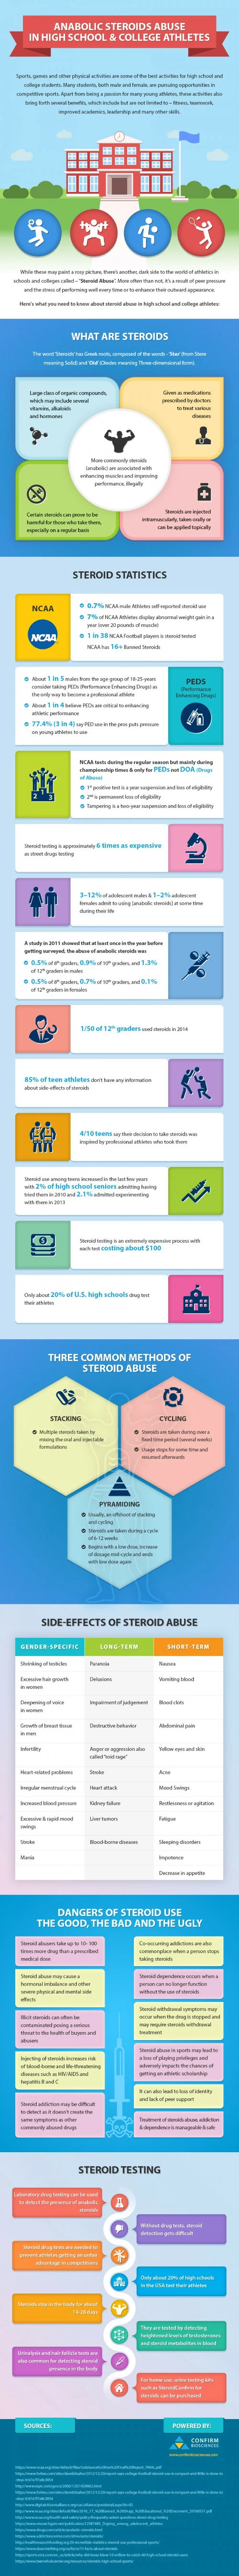 ANABOLIC STEROIDS ABUSE
IN HIGH SCHOOL & COLLEGE ATHLETES
Sports, games and other physical activities are some of the best activities for high school and
college students. Many students, both male and female, are pursuing opportunities in
competitive sports. Apart from being a passion for many young athletes, these activities also
bring forth several benefits, which include but are not limited to – fitness, teamwork,
improved academics, leadership and many other skills.
While these may paint a rosy picture, there's another, dark side to the life of athletics in
schools and colleges called – "Steroid Abuse". More often than not, it's a result of peer pressure
and the stress of performing well every time or to enhance their outward appearance.
Here's what you need to know about steroid abuse in high school and college athletes:
WHAT ARE STEROIDS
The word 'Steroids' has Greek roots, composed of the words - 'Ster' (from Stere
meaning Solid) and 'Oid' (Oledes meaning Three-dimensional form).
Large class of organic compounds,
which may include several
vitamins, alkaloids
and hormones
Given as medications
prescribed by doctors
to treat various
diseases
More commonly steroids
(anabolic) are associated with
enhancing muscles and improving
performance, illegally
Certain steroids can prove to be
harmful for those who take them,
especially on a regular basis
Steroids are injected
intramuscularly, taken orally or
can be applied topically
STEROID STATISTICS
NCAA
NCAA
0.7% NCAA male Athletes self-reported steroid use
7% of NCAA Athletes display abnormal weight gain in a
year (over 20 pounds of muscle)
1 in 38 NCAA Football players is steroid tested
NCAA has 16+ Banned Steroids
About 1 in 5 males from the age group of 18-25-years
consider taking PEDs (Performance Enhancing Drugs) as
the only way to become a professional athlete
About 1 in 4 believe PEDs are critical to enhancing
athletic performance
77.4% (3 in 4) say PED use in the pros puts pressure
on young athletes to use
PEDS
(Performance
Enhancing Drugs)
2 3
NCAA tests during the regular season but mainly during
championship times & only for PEDs not DOA (Drugs
of Abuse)
1st positive test is a year suspension and loss of eligibility
2nd is permanent loss of eligibility
Tampering is a two-year suspension and loss of eligibility
Steroid testing is approximately 6 times as expensive
as street drugs testing
3–12% of adolescent males & 1–2% adolescent
females admit to using (anabolic steroids) at some time
during their life
A study in 2011 showed that at least once in the year before
getting surveyed, the abuse of anabolic steroids was
0.5% of 8th graders, 0.9% of 10th graders, and 1.3%
of 12th graders in males
0.5% of 8th graders, 0.7% of 10th graders, and 0.1%
of 12th graders in females
1/50 of 12th graders used steroids in 2014
85% of teen athletes don't have any information
about side-effects of steroids
4/10 teens say their decision to take steroids was
inspired by professional athletes who took them
Steroid use among teens increased in the last few years
with 2% of high school seniors admitting having
tried them in 2010 and 2.1% admitted experimenting
with them in 2013
Steroid testing is an extremely expensive process with
each test costing about $100
Only about 20% of U.S. high schools drug test
their athletes
THREE COMMON METHODS OF
STEROID ABUSE
STACKING
Multiple steroids taken by
mixing the oral and injectable
formulations
CYCLING
Steroids are taken during over a
fixed time period (several weeks)
Usage stops for some time and
resumed afterwards
PYRAMIDING
Usually, an offshoot of stacking
and cycling
Steroids are taken during a cycle
of 6-12 weeks
Begins with a low dose, increase
of dosage mid-cycle and ends
with low dose again
SIDE-EFFECTS OF STEROID ABUSE
GENDER-SPECIFIC LONG-TERM SHORT-TERM
Shrinking of testicles Paranoia Nausea
Excessive hair growth
in women Delusions Vomiting blood
Deepening of voice
in women Impairment of judgement Blood clots
Growth of breast tissue
in men Destructive behavior Abdominal pain
Infertility Anger or aggression also
called "roid rage" Yellow eyes and skin
Heart-related problems Stroke Acne
Irregular menstrual cycle Heart attack Mood Swings
Increased blood pressure Kidney failure Restlessness or agitation
Excessive & rapid mood
swings Liver tumors Fatigue
Stroke Blood-borne diseases Sleeping disorders
Mania Impotence
Decrease in appetite
DANGERS OF STEROID USE
THE GOOD, THE BAD AND THE UGLY
Steroid abusers take up to 10-100
times more drug than a prescribed
medical dose
Co-occurring addictions are also
commonplace when a person stops
taking steroids
Steroid abuse may cause a
hormonal imbalance and other
severe physical and mental side
effects
Steroid dependence occurs when a
person can no longer function
without the use of steroids
Illicit steroids can often be
contaminated posing a serious
threat to the health of buyers and
abusers
Steroid withdrawal symptoms may
occur when the drug is stopped and
may require steroids withdrawal
treatment
Injecting of steroids increases risk
of blood-borne and life-threatening
diseases such as HIV/AIDS and
hepatitis B and C
Steroid abuse in sports may lead to
a loss of playing privileges and
adversely impacts the chances of
getting an athletic scholarship
Steroid addiction may be difficult
to detect as it doesn't create the
same symptoms as other
commonly abused drugs
It can also lead to loss of identity
and lack of peer support
Treatment of steroids abuse, addiction
& dependence is manageable & safe
STEROID TESTING
Laboratory drug testing can be used
to detect the presence of anabolic
steroids
Without drug tests, steroid
detection gets difficult
Steroid drug tests are needed to
prevent athletes getting an unfair
advantage in competitions
Only about 20% of high schools
in the USA test their athletes
Steroids stay in the body for about
14-28 days
They are tested by detecting
heightened levels of testosterones
and steroid metabolites in blood
Urinalysis and hair follicle tests are
also common for detecting steroid
presence in the body
For home use, urine testing kits
such as SteroidConfirm for
steroids can be purchased
SOURCES:
POWERED BY:
CONFIRM
BIOSCIENCES
www.confirmbiosciences.com